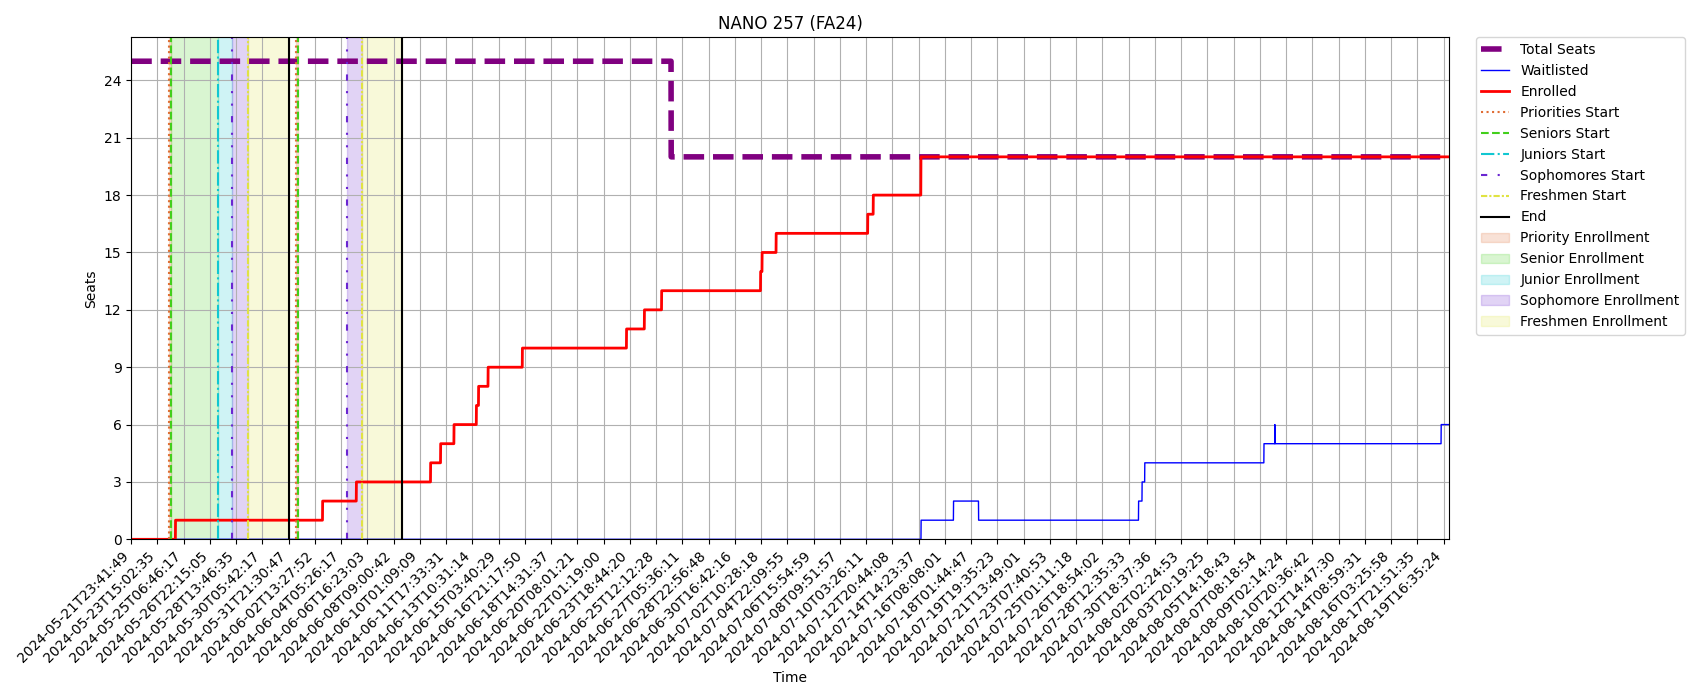 NANO 257 (FA24)
Seats
24
21
18
15
12
9
6
3
0
2024-05-21T23:41:49
2024-05-23T15:02:35
2024-05-25T06:46:17
2024-05-26T22:15:05
2024-05-28T13:46:35
2024-05-30T05:42:17
2024-05-31T21:30:47
2024-06-02T13:27:52
2024-06-04T05:26:17
2024-06-06T16:23:03
2024-06-08T09:00:42
2024-06-10T01:09:09
2024-06-11T17:33:31
2024-06-13T10:31:14
2024-06-15T03:40:29
2024-06-16T21:17:50
2024-06-18T14:31:37
2024-06-20T08:01:21
2024-06-22T01:19:00
2024-06-23T18:44:20
2024-06-25T12:12:28
2024-06-27T05:36:11
2024-06-28T22:56:48
2024-06-30T16:42:16
2024-07-02T10:28:18
2024-07-04T22:09:55
2024-07-06T15:54:59
2024-07-08T09:51:57
2024-07-10T03:26:11
2024-07-12T20:44:08
2024-07-14T14:23:37
2024-07-16T08:08:01
2024-07-18T01:44:47
2024-07-19T19:35:23
2024-07-21T13:49:01
2024-07-23T07:40:53
2024-07-25T01:11:18
2024-07-26T18:54:02
2024-07-28T12:35:33
2024-07-30T18:37:36
2024-08-02T02:24:53
2024-08-03T20:19:25
2024-08-05T14:18:43
2024-08-07T08:18:54
2024-08-09T02:14:24
2024-08-10T20:36:42
2024-08-12T14:47:30
2024-08-14T08:59:31
2024-08-16T03:25:58
2024-08-17T21:51:35
2024-08-19T16:35:24
Time
Total Seats
Waitlisted
Enrolled
Priorities Start
Seniors Start
Juniors Start
Sophomores Start
Freshmen Start
End
Priority Enrollment
Senior Enrollment
Junior Enrollment
Sophomore Enrollment
Freshmen Enrollment